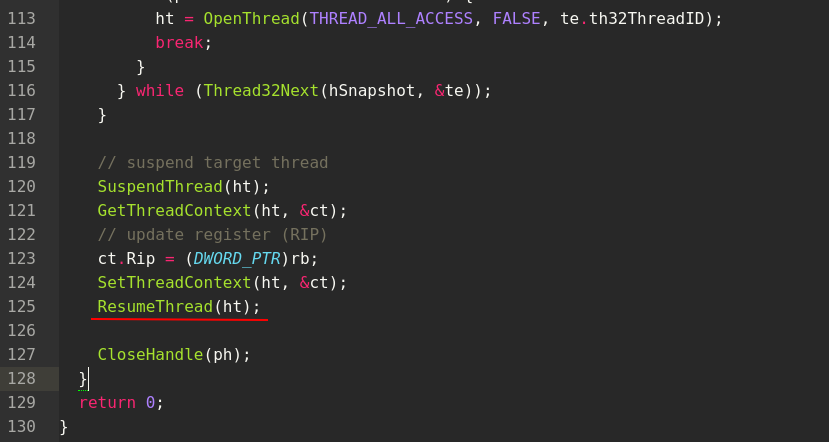 113 ht = OpenThread(THREAD_ALL_ACCESS, FALSE, te.th32ThreadID);
114 break;
115 }
116 } while (Thread32Next(hSnapshot, &te));
117 }
118
119 // suspend target thread
120 SuspendThread(ht);
121 GetThreadContext(ht, &ct);
122 // update register (RIP)
123 ct.Rip = (DWORD_PTR)rb;
124 SetThreadContext(ht, &ct);
125 ResumeThread(ht);
126
127 CloseHandle(ph);
128 }
129 return 0;
130 }